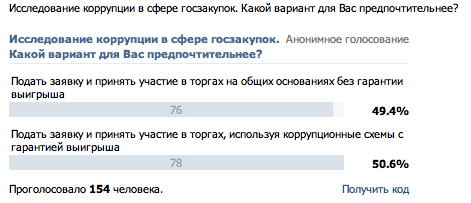 Исследование коррупции в сфере госзакупок. Какой вариант для Вас предпочтительнее?
Исследование коррупции в сфере госзакупок. Анонимное голосование
Какой вариант для Вас предпочтительнее?
Подать заявку и принять участие в торгах на общих основаниях без гарантии
выигрыша
76 49.4%
Подать заявку и принять участие в торгах, используя коррупционные схемы с
гарантией выигрыша
78 50.6%
Проголосовало 154 человека. Получить код